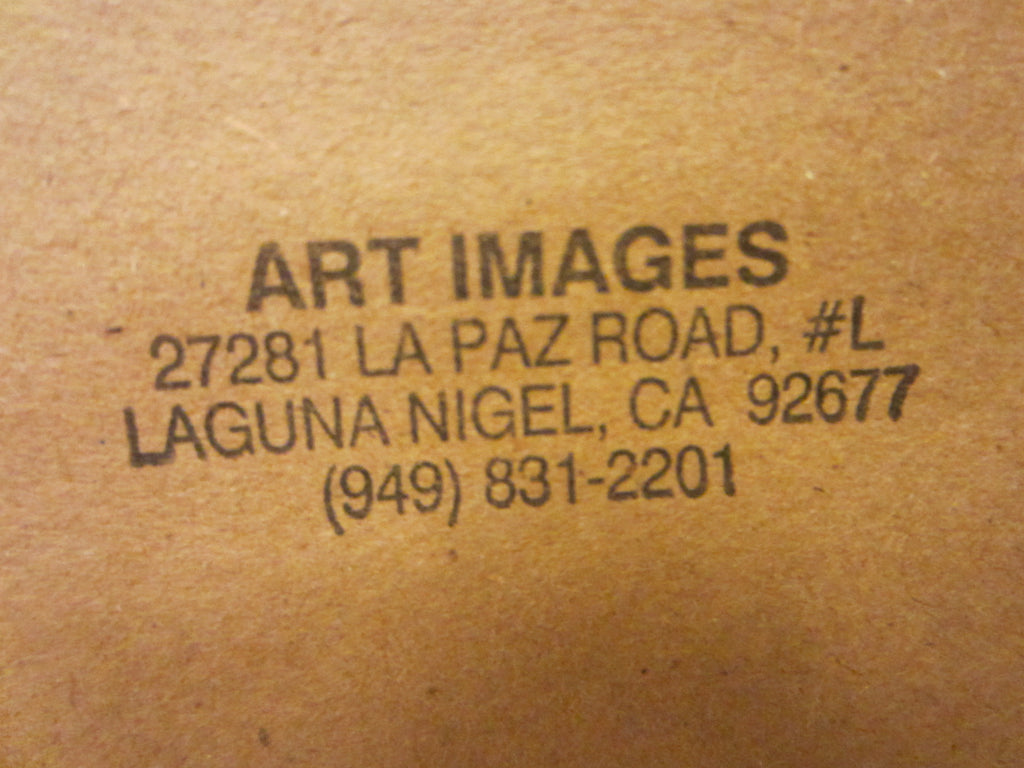 ART IMAGES
27281 LA PAZ ROAD, #L
LAGUNA NIGEL, CA 92677
(949) 831-2201